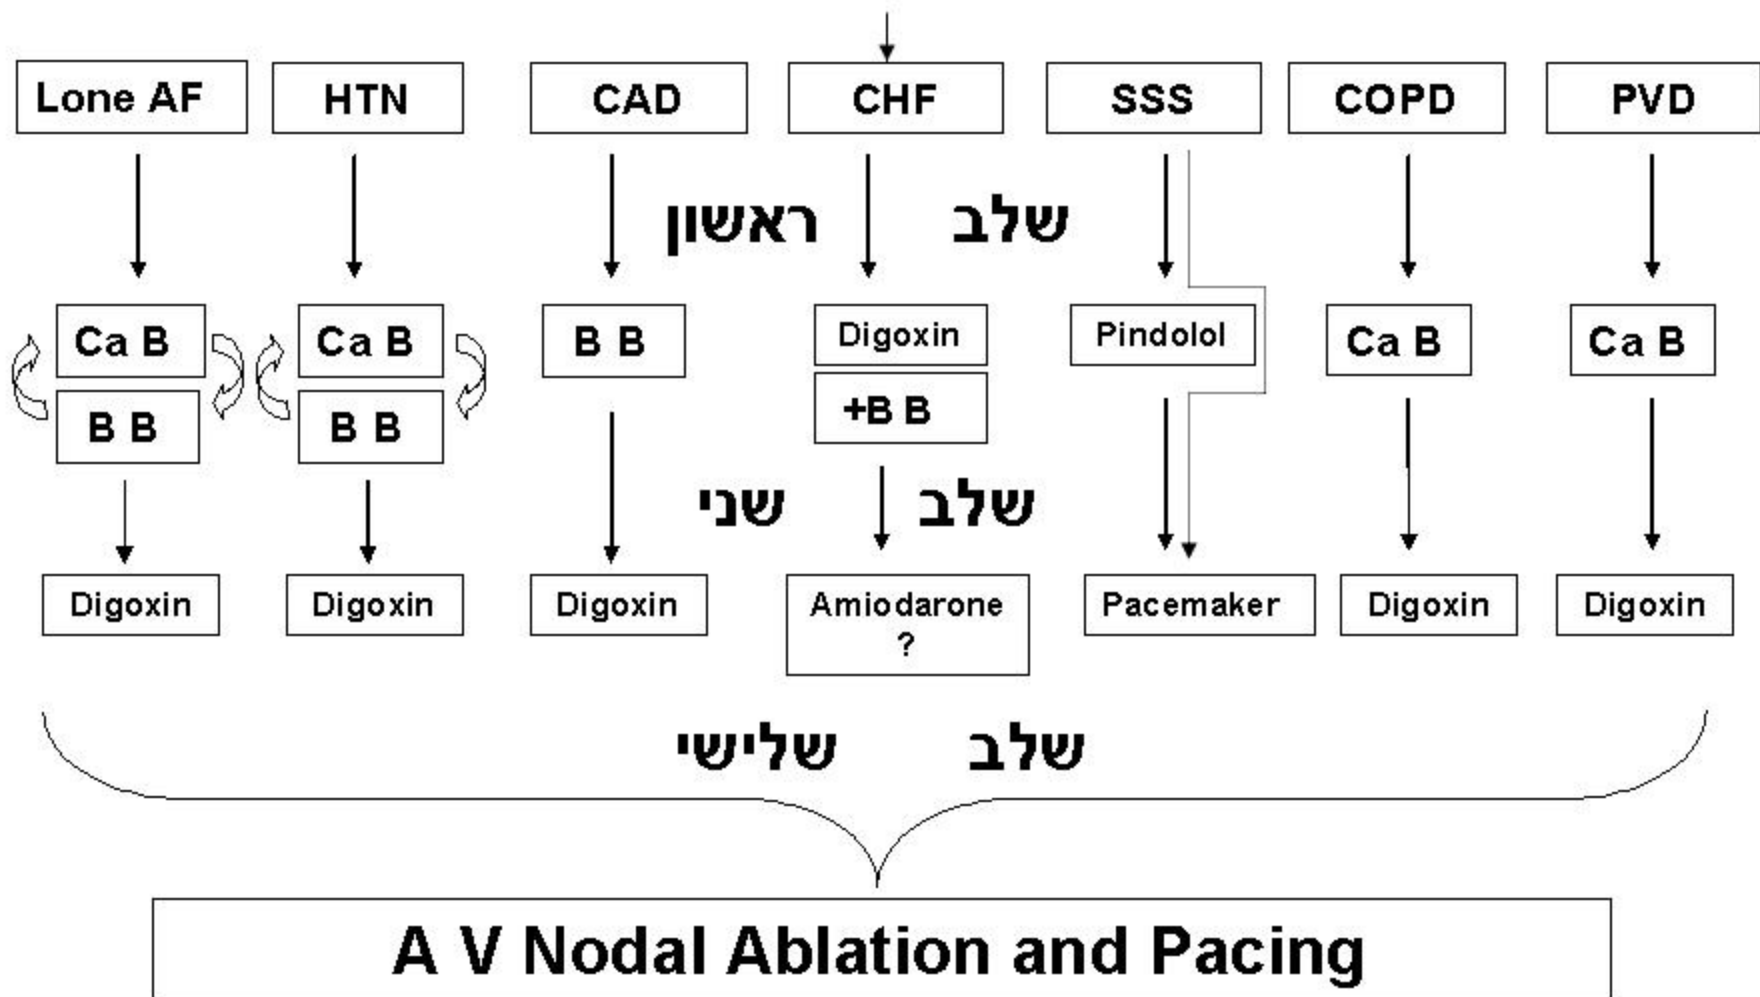 Lone AF HTN CAD CHF SSS COPD PVD
שלב ראשון
Ca B Ca B B B Digoxin Pindolol Ca B Ca B
B B B B +B B
שלב שני
Digoxin Digoxin Digoxin Amiodarone Pacemaker Digoxin Digoxin
?
שלב שלישי
A V Nodal Ablation and Pacing